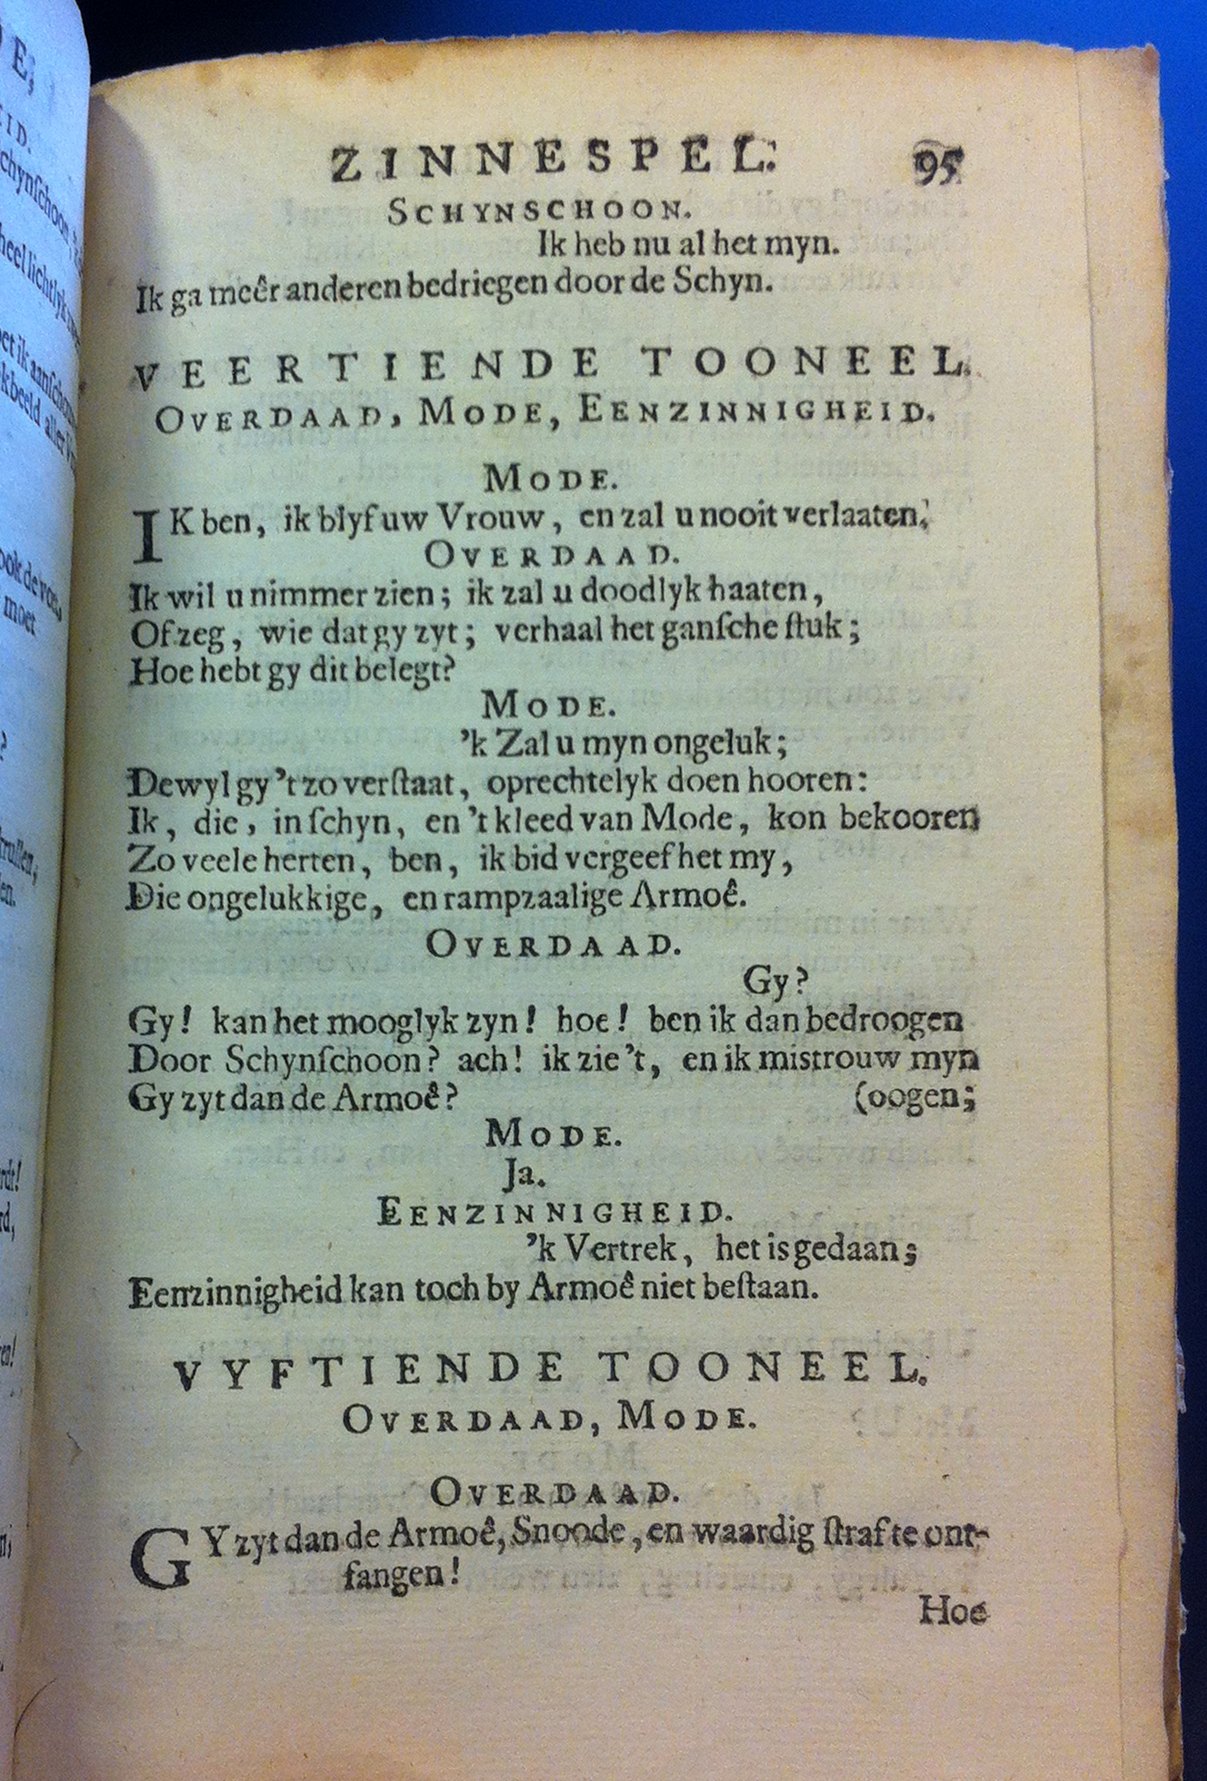 ZINNESPEL. 95
SCHYNSCHOON.
Ik heb nu al het myn.
Ik ga meêr anderen bedriegen door de Schyn.
VEERTIENDE TOONEEL.
OVERDAAD, MODE, EENZINNIGHEID.
MODE.
IK ben, ik blyf uw Vrouw, en zal u nooit verlaaten.
OVERDAAD.
Ik wil u nimmer zien; ik zal u doodlyk haaten,
Of zeg, wie dat gy zyt; verhaal het ganſche ſtuk;
Hoe hebt gy dit belegt?
MODE.
'k Zal u myn ongeluk;
Dewyl gy 't zo verſtaat, oprechtelyk doen hooren:
Ik, die, in ſchyn, en 't kleed van Mode, kon bekooren
Zo veele herten, ben, ik bid vergeef het my,
Die ongelukkige, en rampzaalige Armoê.
OVERDAAD.
Gy?
Gy! kan het mooglyk zyn! hoe! ben ik dan bedroogen
Door Schynſchoon? ach! ik zie 't, en ik mistrouw myn
Gy zyt dan de Armoê? (oogen;
MODE.
Ja.
EENZINNIGHEID.
'k Vertrek, het is gedaan;
Eenzinnigheid kan toch by Armoê niet beſtaan.
VYFTIENDE TOONEEL.
OVERDAAD, MODE.
OVERDAAD.
GY zyt dan de Armoê, Snoode, en waardig ſtraf te ont-
fangen!
Hoe